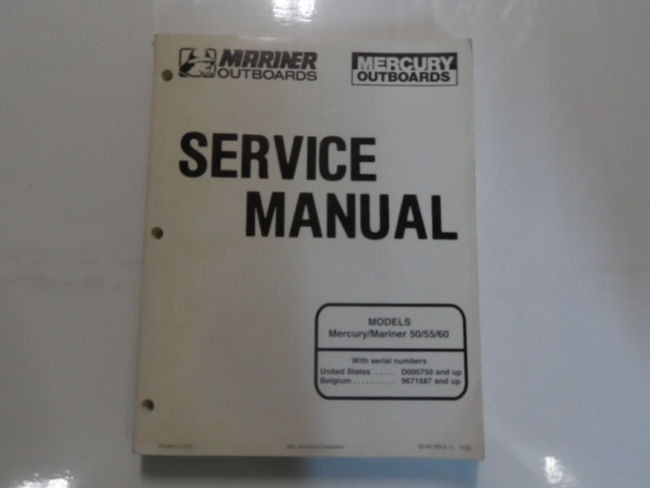 MARINER
OUTBOARDS
MERCURY
OUTBOARDS
SERVICE
MANUAL
MODELS
Mercury/Mariner 50/55/60
With serial numbers
United States ..... D000750 and up
Belgium .......... 9671687 and up